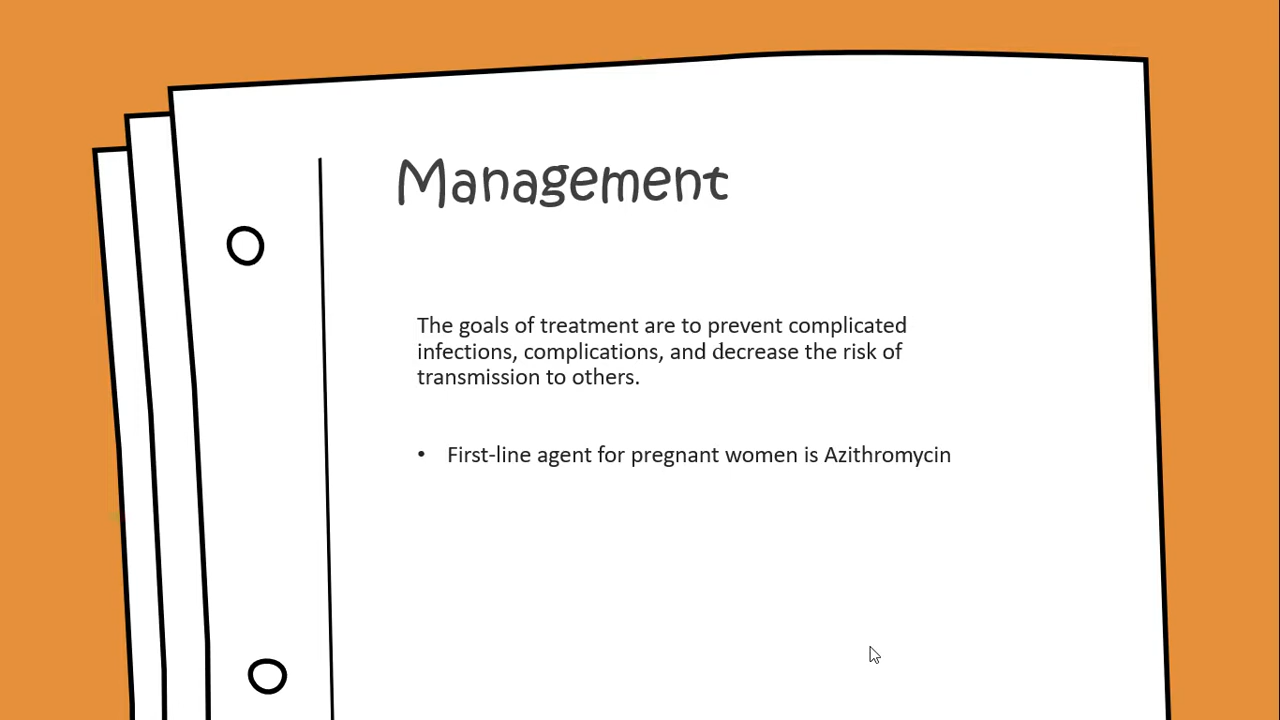 Management
The goals of treatment are to prevent complicated
infections, complications, and decrease the risk of
transmission to others.
• First-line agent for pregnant women is Azithromycin